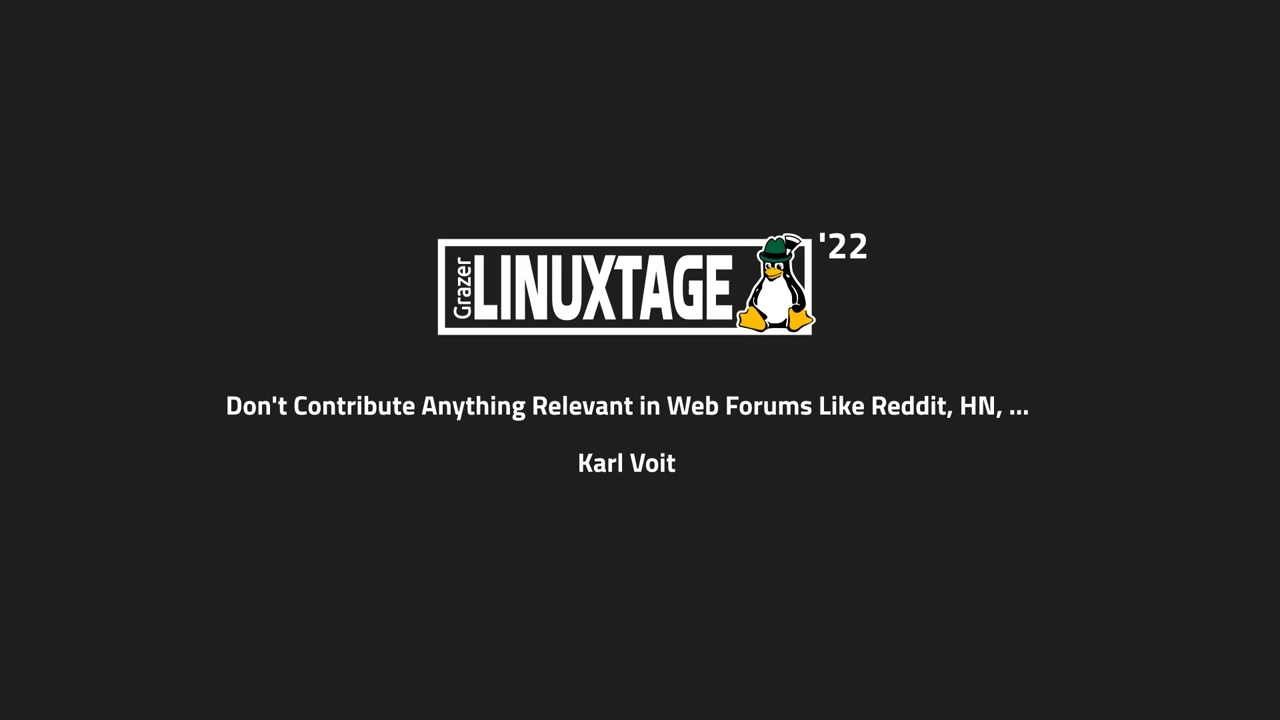 Grazer LINUXTAGE '22
Don't Contribute Anything Relevant in Web Forums Like Reddit, HN, ...
Karl Voit